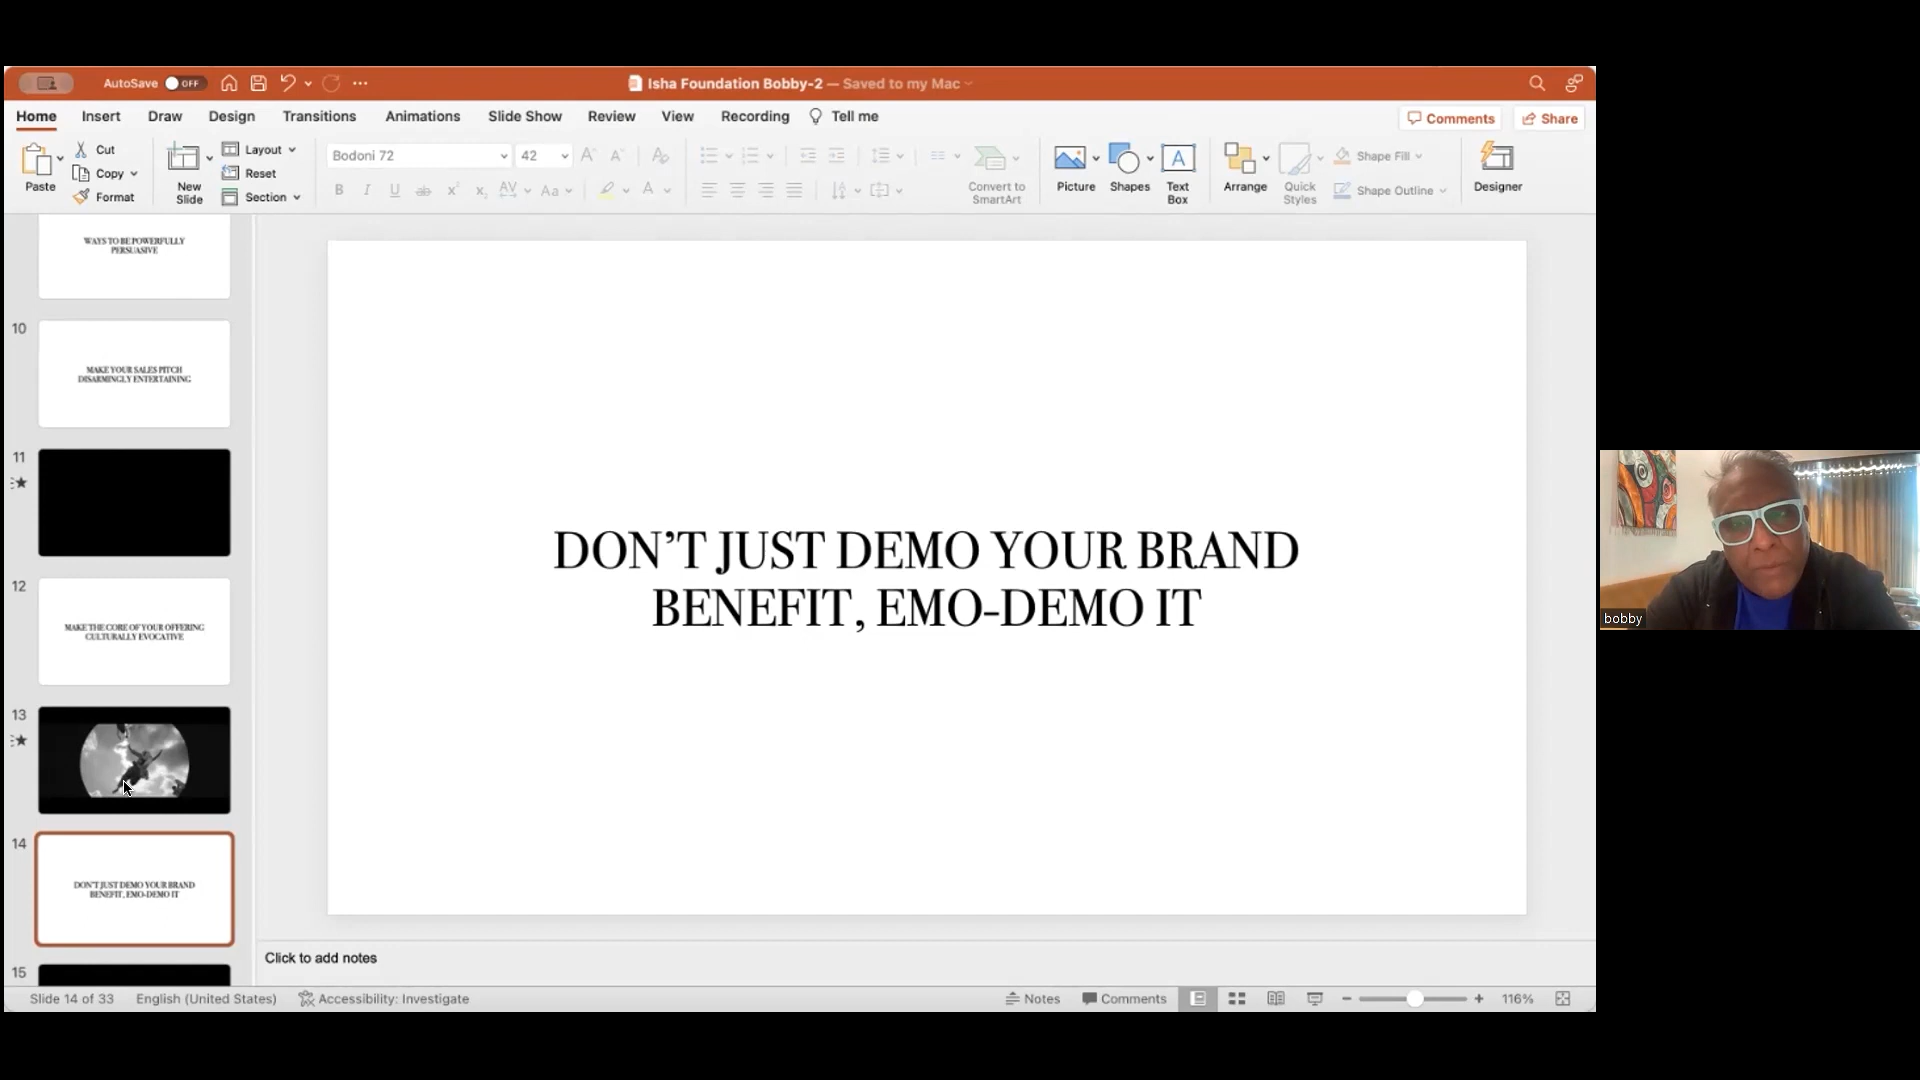 AutoSave OFF
Isha Foundation Bobby-2 — Saved to my Mac
Home Insert Draw Design Transitions Animations Slide Show Review View Recording Tell me
Comments Share
Paste
Cut
Copy
Format
New
Slide
Layout
Reset
Section
Bodoni 72 42
Convert to
SmartArt
Picture
Shapes
Text
Box
Arrange
Quick
Styles
Shape Fill
Shape Outline
Designer
WAYS TO BE POWERFULLY
PERSUASIVE
10
MAKE YOUR SALES PITCH
DISARMINGLY ENTERTAINING
11
12
MAKE THE CORE OF YOUR OFFERING
CULTURALLY EVOCATIVE
13
14
DON'T JUST DEMO YOUR BRAND
BENEFIT, EMO-DEMO IT
15
DON’T JUST DEMO YOUR BRAND
BENEFIT, EMO-DEMO IT
Click to add notes
Slide 14 of 33 English (United States) Accessibility: Investigate
Notes Comments 116%
bobby